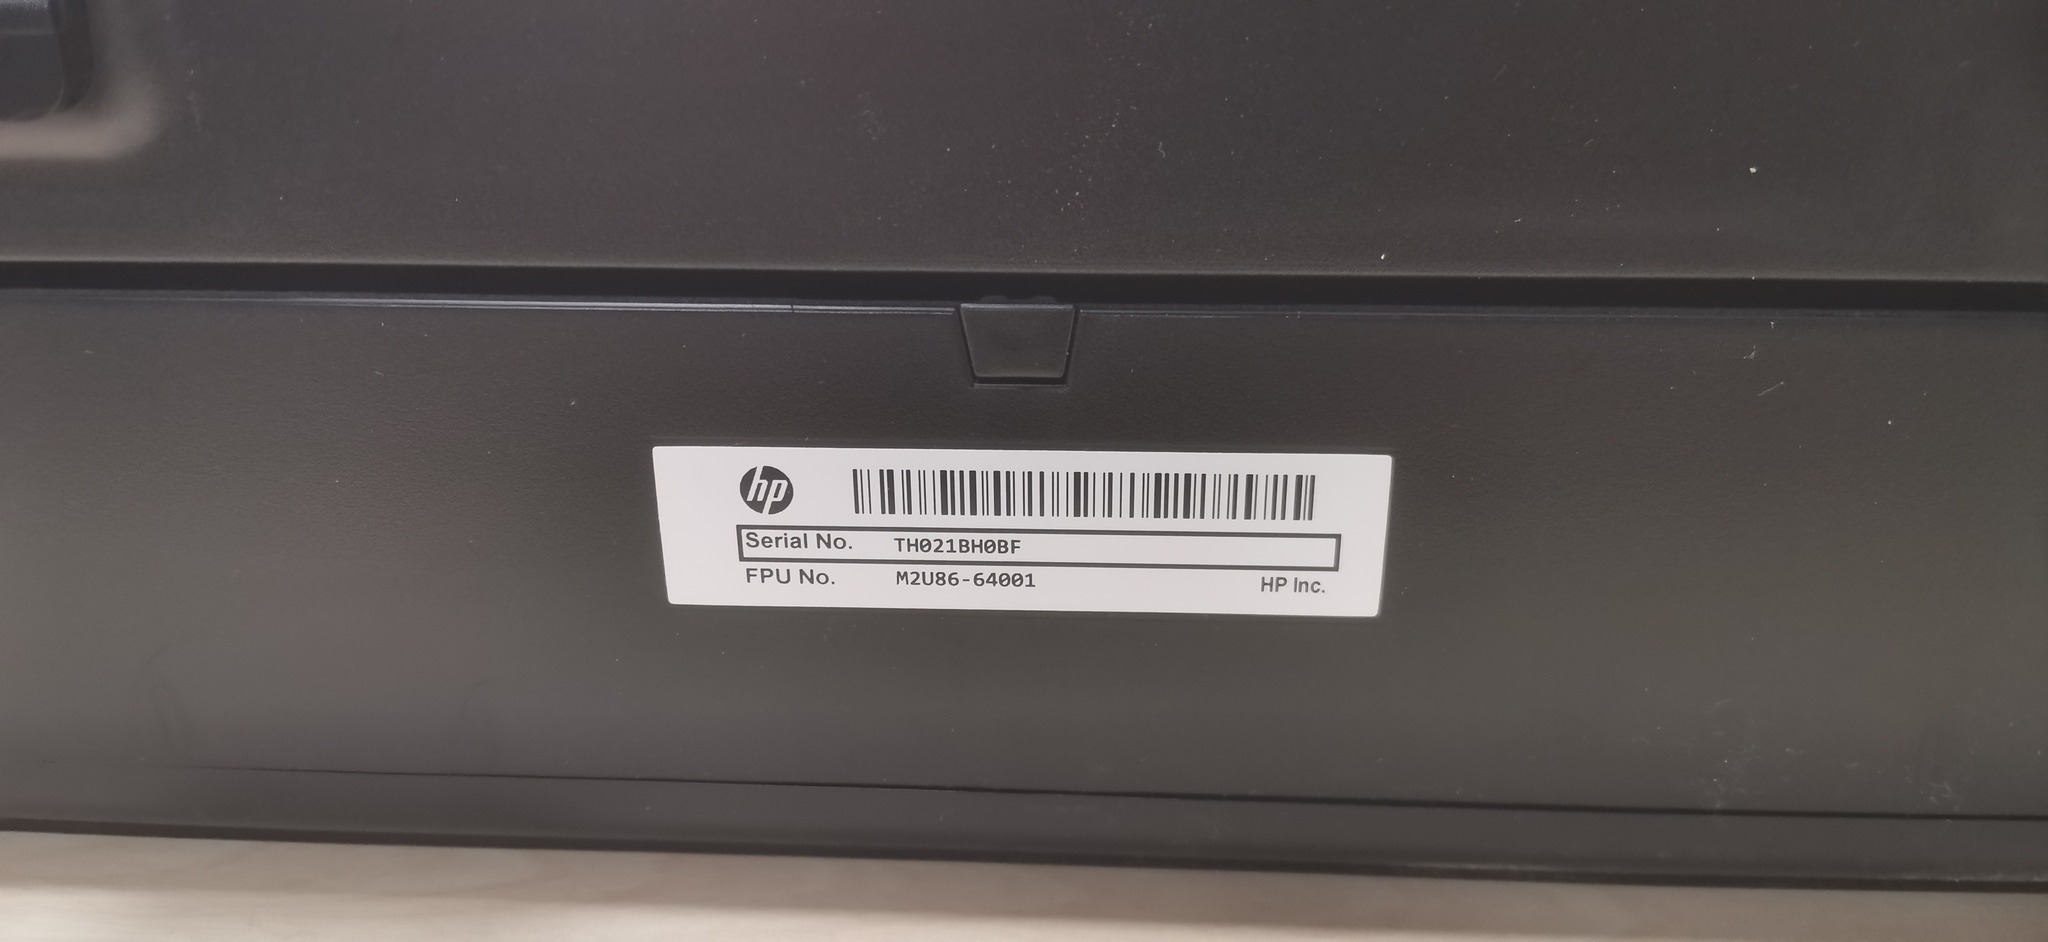 hp
Serial No. TH021BH0BF
FPU No. M2U86-64001 HP Inc.